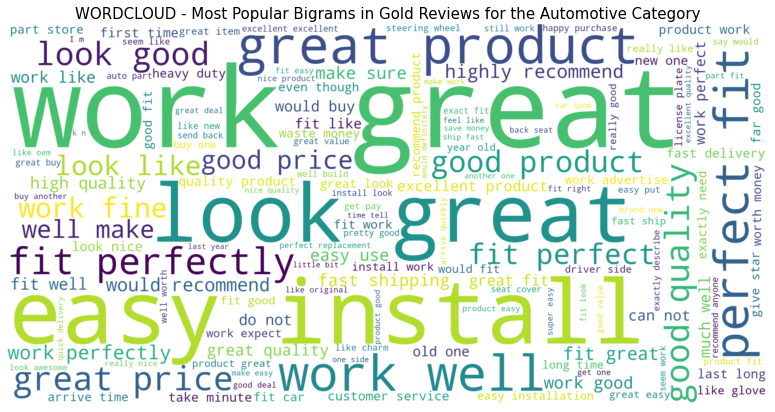 WORDCLOUD - Most Popular Bigrams in Gold Reviews for the Automotive Category
part store
first time
great item
excellent excellent
steering wheel
still work
happy purchase
product work
I m
seem like
great product
really like
say would
look good
new one
auto part
nice product
fit easy
make sure
highly recommend
make work
part fit
work like
heavy duty
even though
work great
good fit
would buy
recommend product
exact fit
car look
really good
license plate
work perfect
excellent quality
perfect fit
far good
k n
great deal
like new
send back
fit like
feel like
save money
ship fast
back seat
year old
waste money
would definitely
like oem
great buy
buy one
great value
look like
good price
well build
another one
good product
fast delivery
high quality
quality product
great look
excellent product
work advertise
easy put
nice quality
fit right
buy another
install look
get pay
time tell
pretty good
arrive quickly
brand new
work fine
look great
fast ship
well make
fit work
good quality
exactly need
worth money
look nice
last year
perfect replacement
easy use
fit perfect
fit perfectly
little bit
install work
would fit
driver side
exactly describe
fit well
would recommend
like original
fast shipping
great fit
seat cover
give star
well worth
fit good
product good
product easy
super easy
fit look
good value
much well
recommend anyone
easy install
do not
can not
work expect
quick delivery
work perfectly
great quality
like charm
old one
fit great
look awesome
really nice
product great
one side
long time
seem work
product fit
great price
make easy
good deal
work well
get one
work good
last long
arrive time
take minute
fit car
customer service
easy installation
great easy
like glove